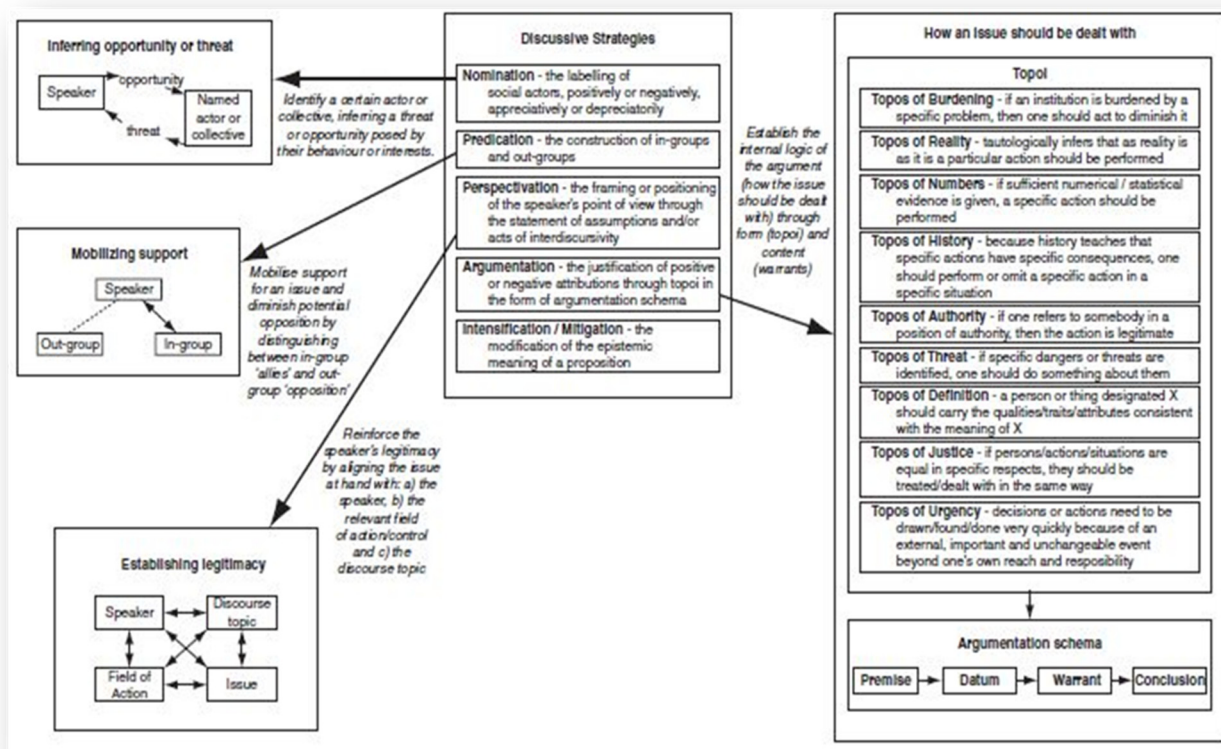 Inferring opportunity or threat
Speaker
opportunity
Named
actor or
collective
threat
Identify a certain actor or
collective, inferring a threat
or opportunity posed by
their behaviour or interests.
Mobilizing support
Speaker
Out-group
In-group
Mobilise support
for an issue and
diminish potential
opposition by
distinguishing
between in-group
'allies' and out-
group 'opposition'
Reinforce the
speaker's legitimacy
by aligning the issue
at hand with: a) the
speaker, b) the
relevant field
of action/control
and c) the
discourse topic
Establishing legitimacy
Speaker
Discourse
topic
Field of
Action
Issue
Discussive Strategies
Nomination - the labelling of
social actors, positively or negatively,
appreciatively or depreciatorily
Predication - the construction of in-groups
and out-groups
Perspectivation - the framing or positioning
of the speaker's point of view through
the statement of assumptions and/or
acts of interdiscursivity
Argumentation - the justification of positive
or negative attributions through topoi in
the form of argumentation schema
Intensification / Mitigation - the
modification of the epistemic
meaning of a proposition
Establish the
internal logic of
the argument
(how the issue
should be dealt
with) through
form (topoi) and
content
(warrants)
How an issue should be dealt with
Topoi
Topos of Burdening - if an institution is burdened by a
specific problem, then one should act to diminish it
Topos of Reality - tautologically infers that as reality is
as it is a particular action should be performed
Topos of Numbers - if sufficient numerical / statistical
evidence is given, a specific action should be
performed
Topos of History - because history teaches that
specific actions have specific consequences, one
should perform or omit a specific action in a
specific situation
Topos of Authority - if one refers to somebody in a
position of authority, then the action is legitimate
Topos of Threat - if specific dangers or threats are
identified, one should do something about them
Topos of Definition - a person or thing designated X
should carry the qualities/traits/attributes consistent
with the meaning of X
Topos of Justice - if persons/actions/situations are
equal in specific respects, they should be
treated/dealt with in the same way
Topos of Urgency - decisions or actions need to be
drawn/found/done very quickly because of an
external, important and unchangeable event
beyond one's own reach and resposibility
Argumentation schema
Premise
Datum
Warrant
Conclusion